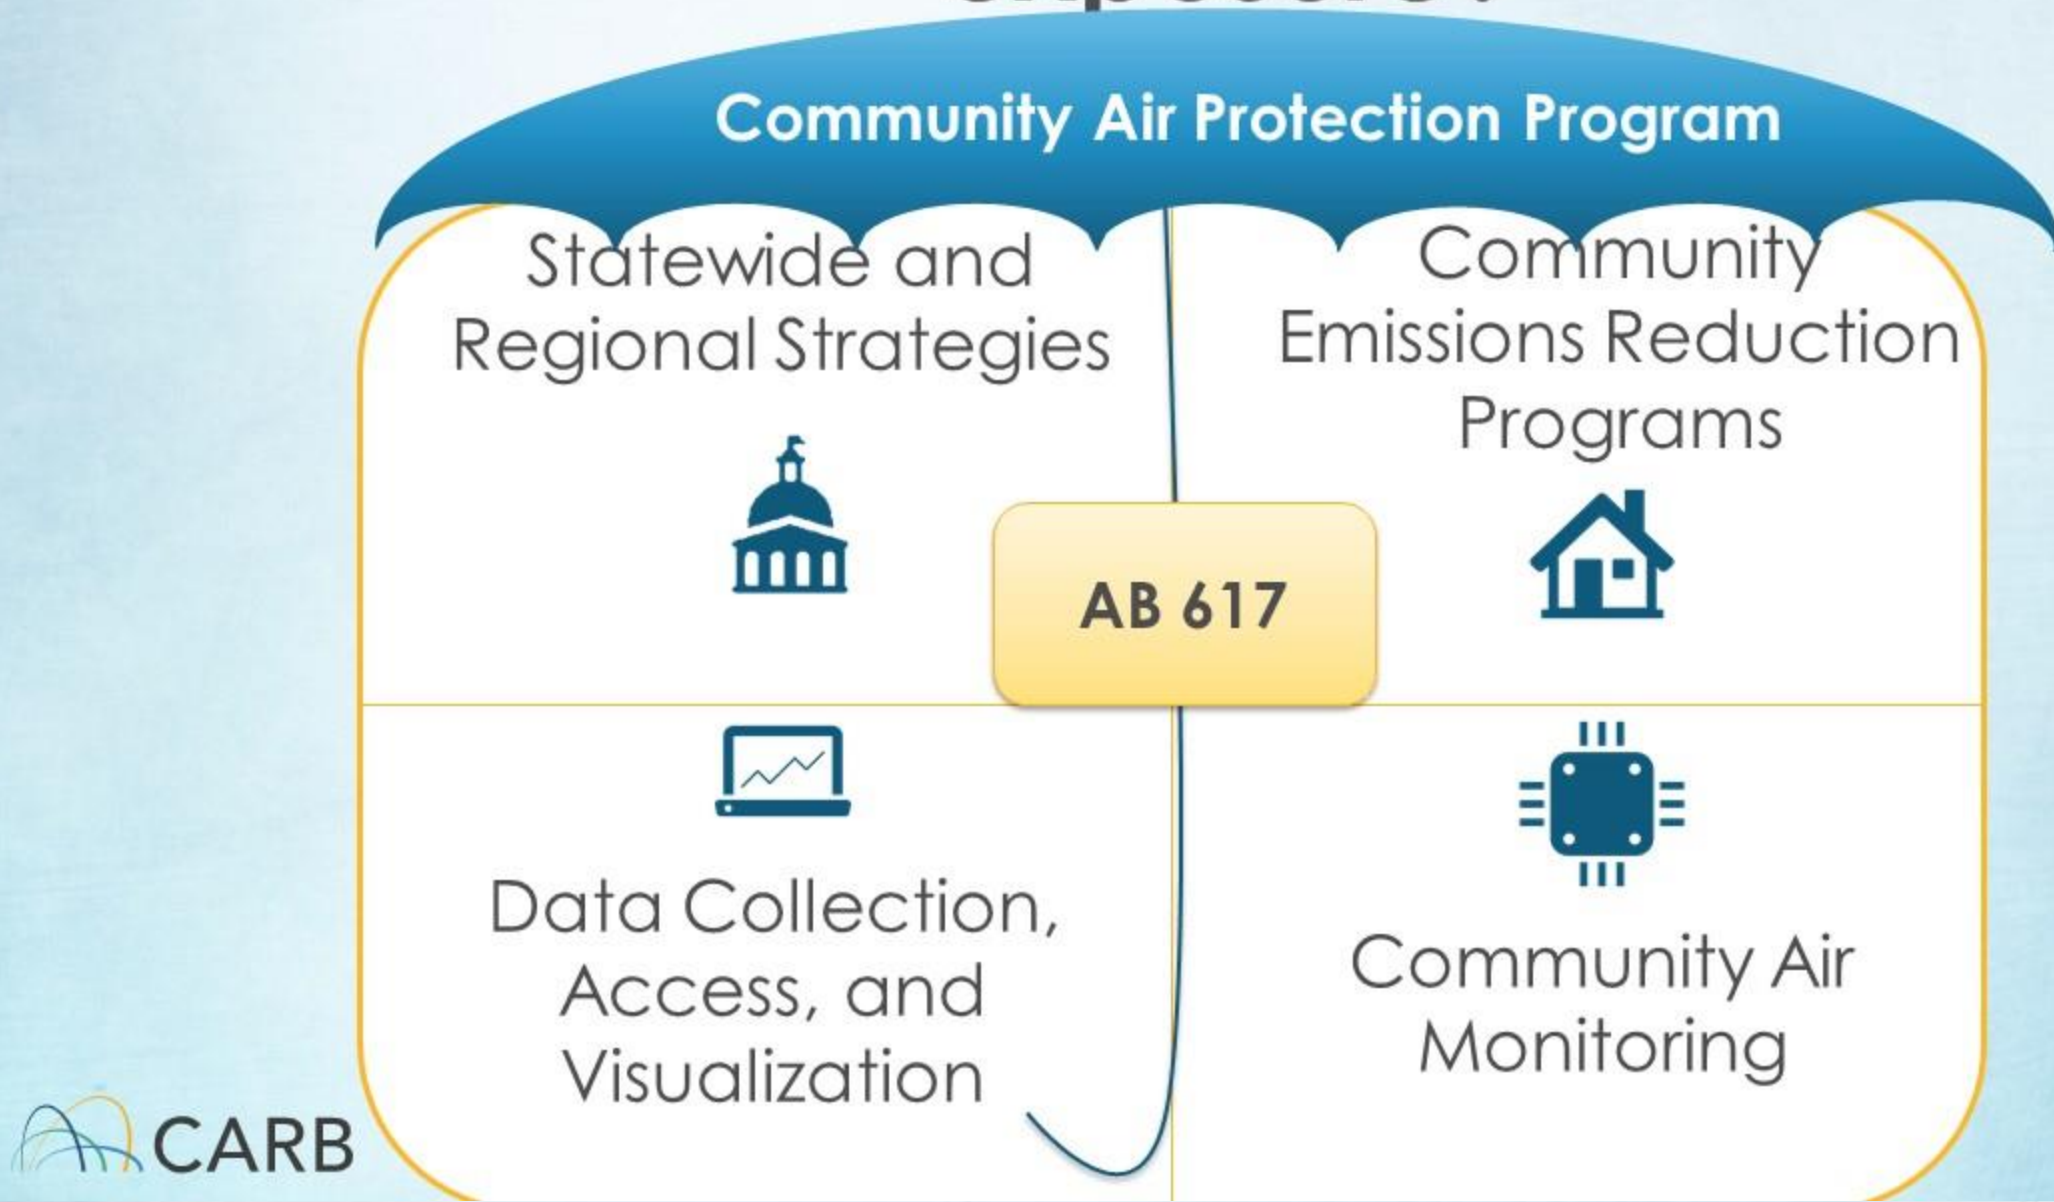 Community Air Protection Program
Statewide and
Regional Strategies
Community
Emissions Reduction
Programs
AB 617
Data Collection,
Access, and
Visualization
Community Air
Monitoring
CARB